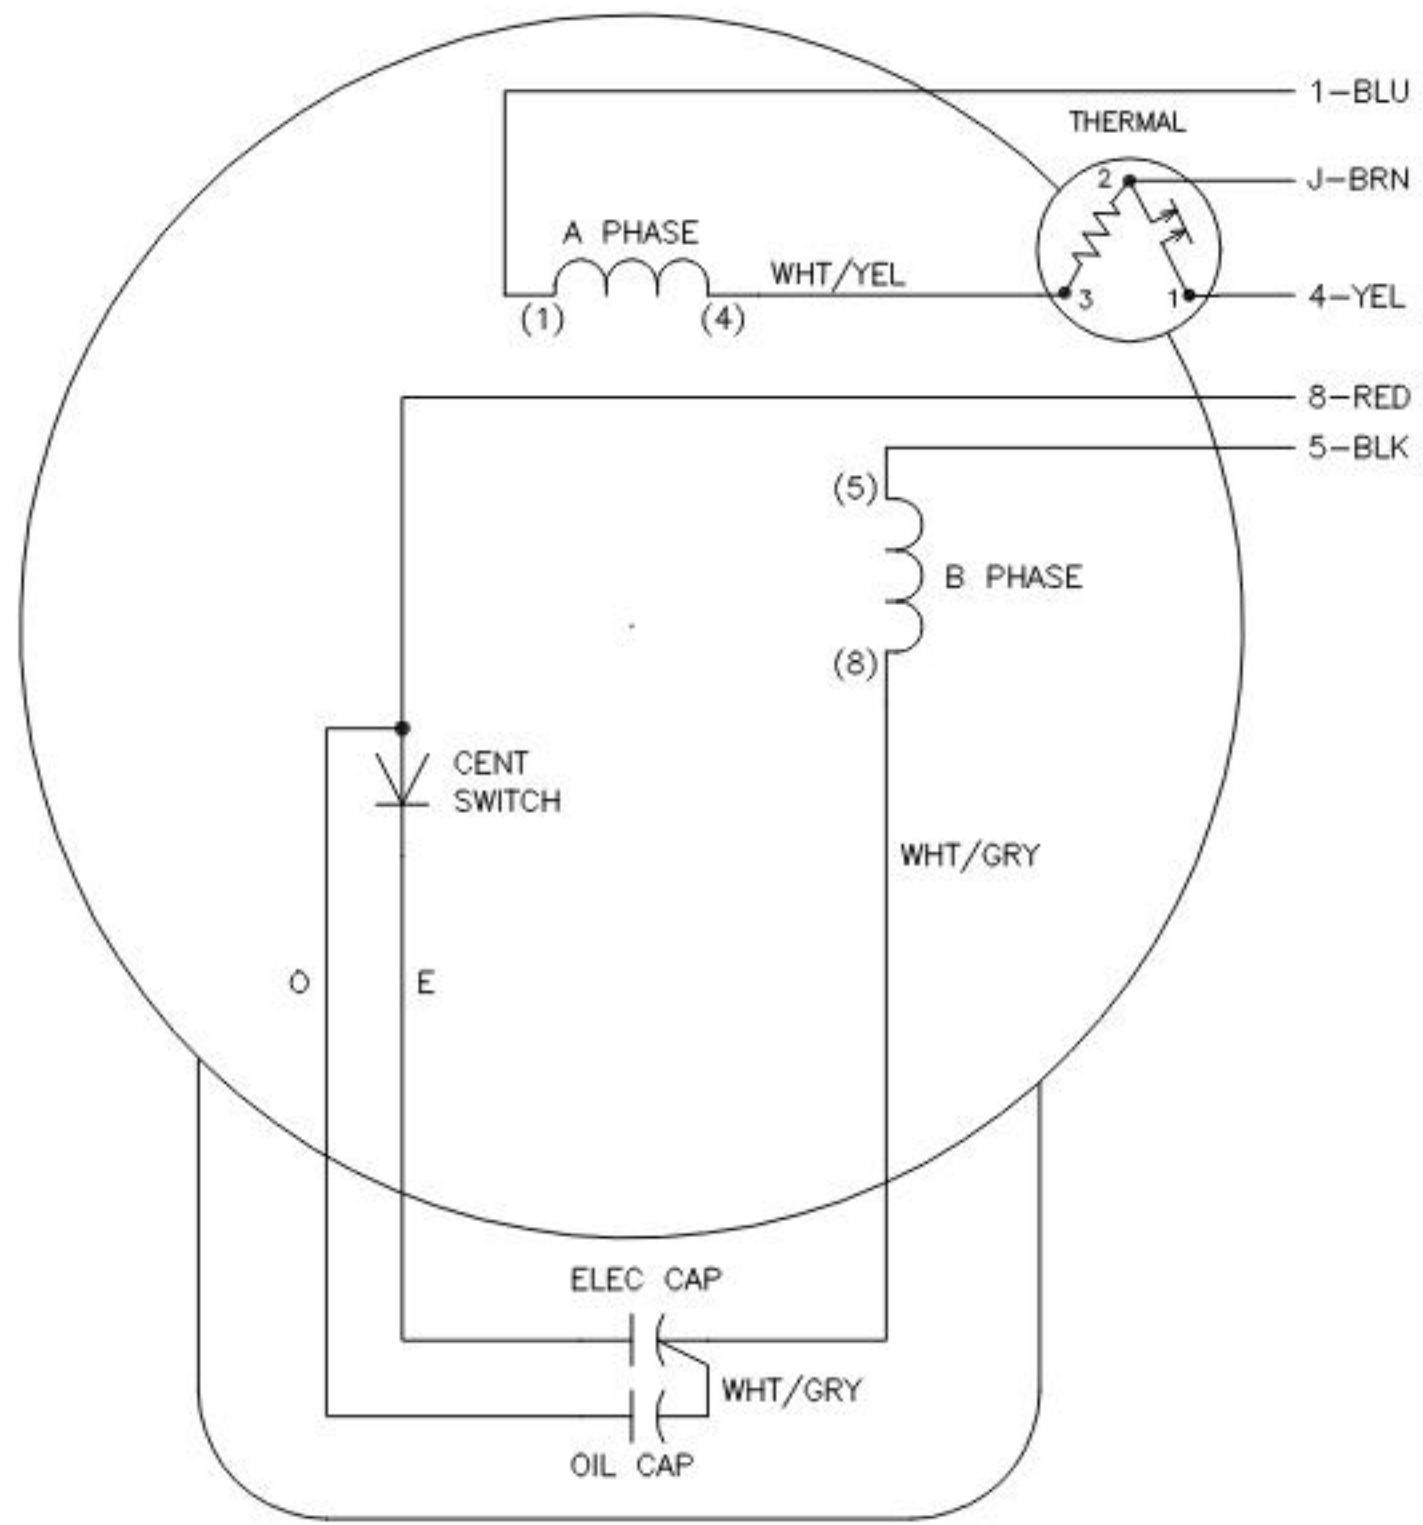 1-BLU
THERMAL
2
J-BRN
A PHASE
WHT/YEL
(1)
(4)
3
1
4-YEL
8-RED
5-BLK
(5)
B PHASE
(8)
CENT
SWITCH
WHT/GRY
O
E
ELEC CAP
WHT/GRY
OIL CAP